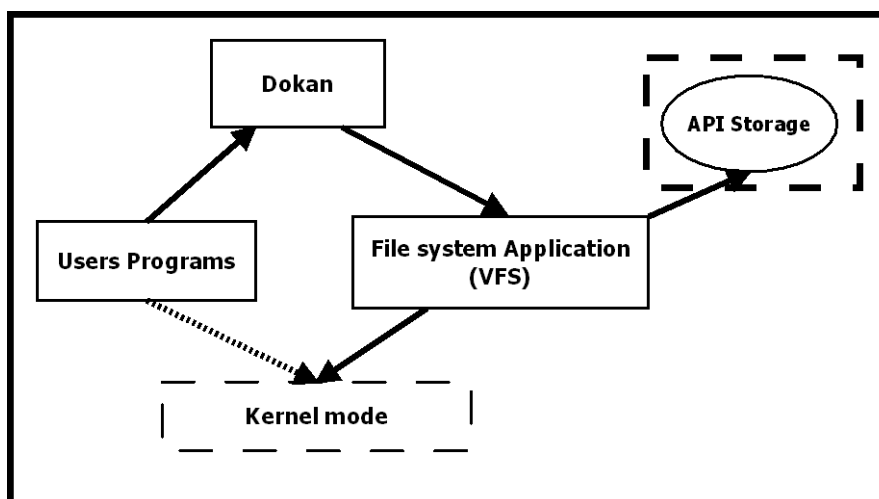 Dokan
API Storage
Users Programs
File system Application
(VFS)
Kernel mode